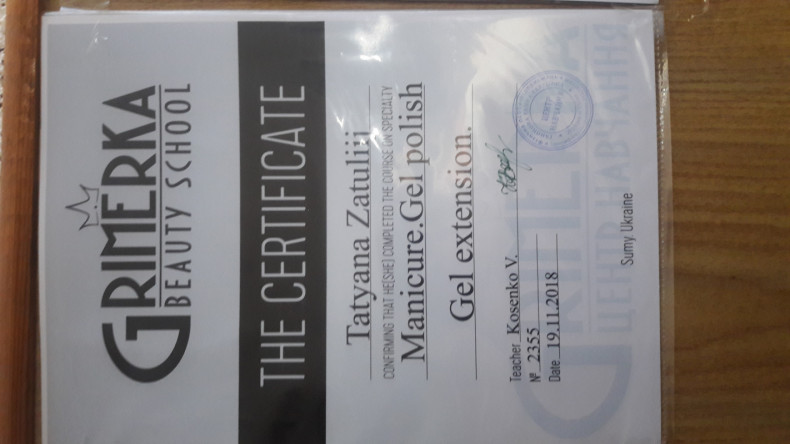 GRIMERKA
BEAUTY SCHOOL
THE CERTIFICATE
Tatyana Zatuliji
CONFIRMING THAT HE(SHE) COMPLETED THE COURSE ON SPECIALTY
Manicure.Gel polish
Gel extension.
Teacher Kosenko V.
№ 2355
Date 19.11.2018
GRIMERKA
ЦЕНТР НАВЧАННЯ
Sumy Ukraine